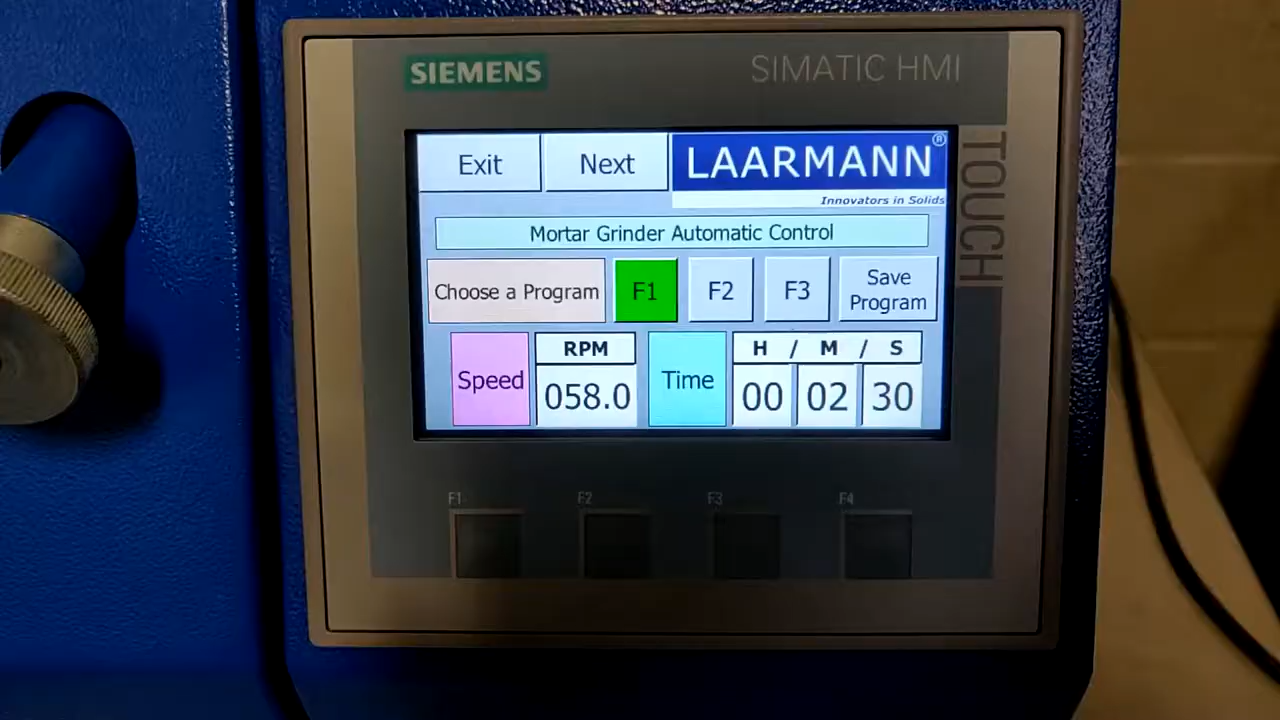 SIEMENS
SIMATIC HMI
TOUCH
Exit
Next
LAARMANN®
Innovators in Solids
Mortar Grinder Automatic Control
Choose a Program
F1
F2
F3
Save
Program
Speed
RPM
058.0
Time
H / M / S
00 02 30
F1
F2
F3
F4